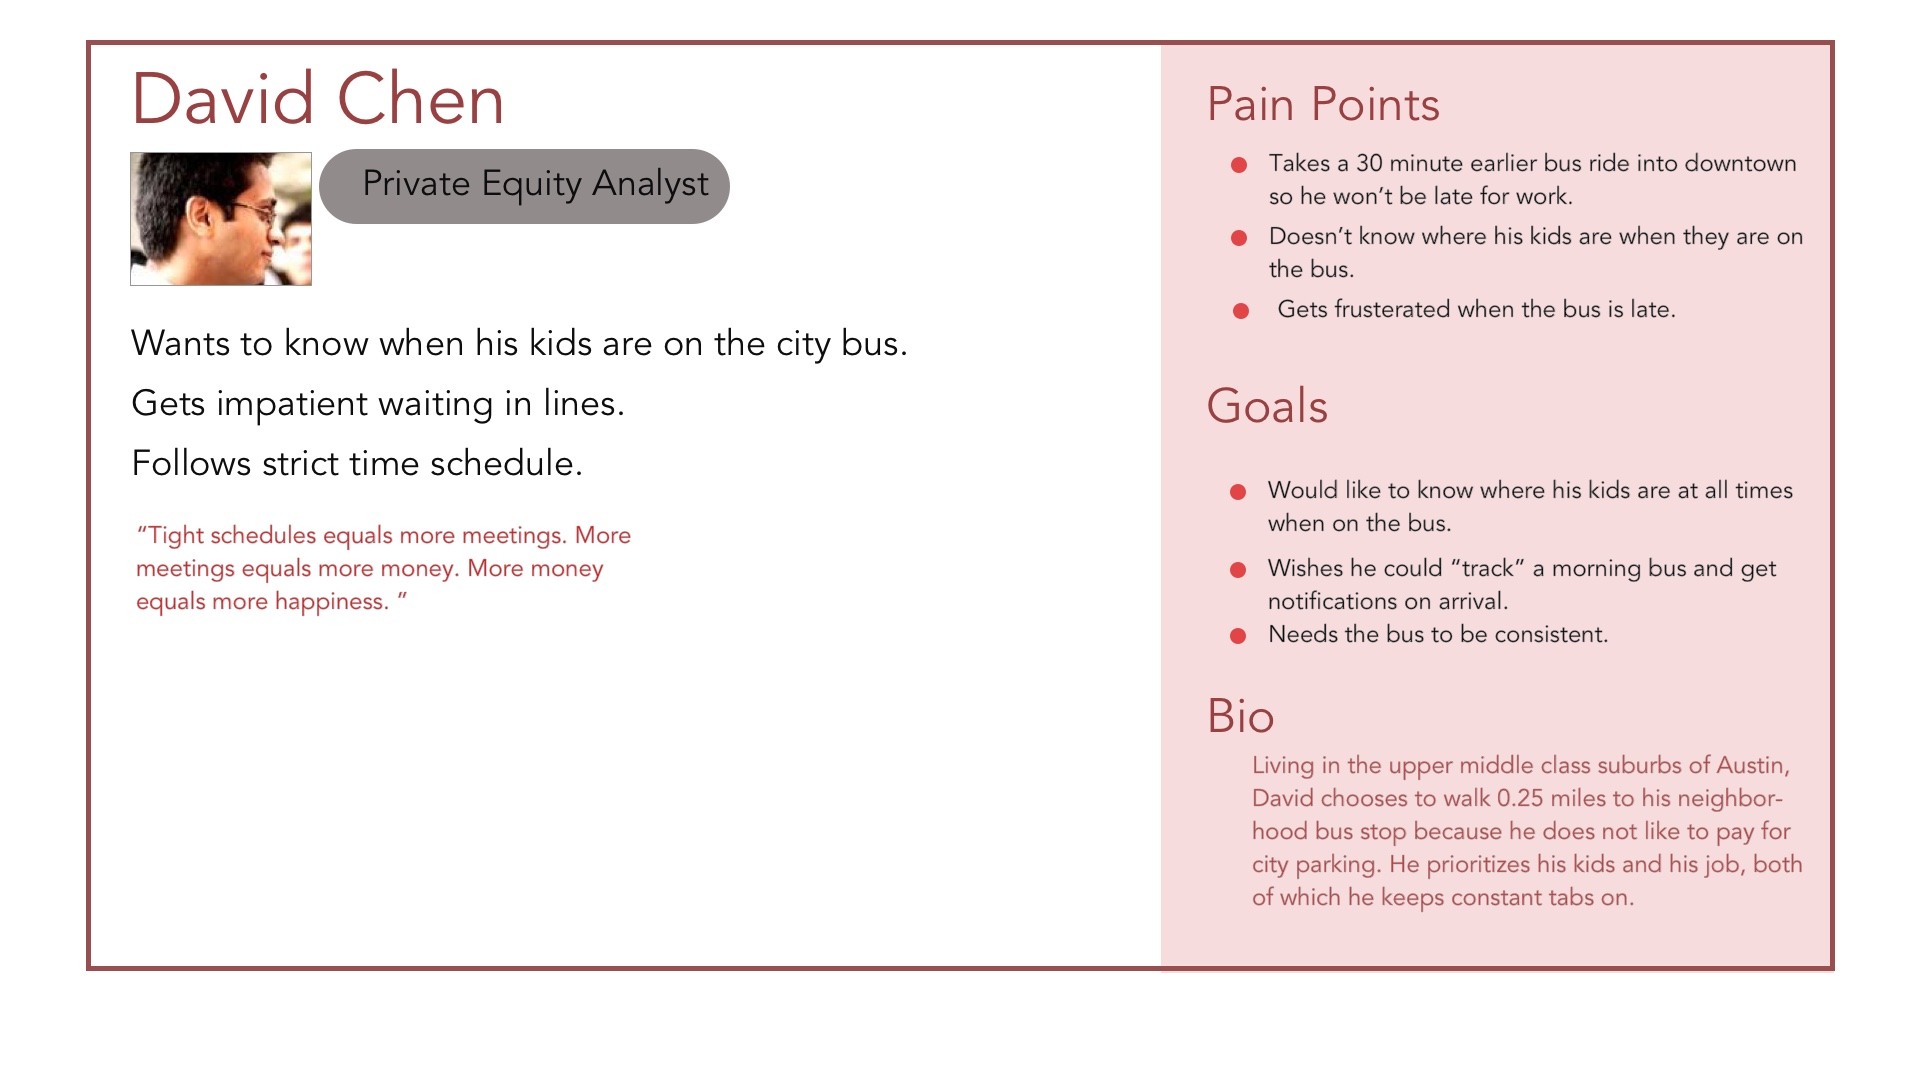 David Chen
Private Equity Analyst
Wants to know when his kids are on the city bus.
Gets impatient waiting in lines.
Follows strict time schedule.
“Tight schedules equals more meetings. More
meetings equals more money. More money
equals more happiness. ”
Pain Points
Takes a 30 minute earlier bus ride into downtown
so he won’t be late for work.
Doesn’t know where his kids are when they are on
the bus.
Gets frusterated when the bus is late.
Goals
Would like to know where his kids are at all times
when on the bus.
Wishes he could “track” a morning bus and get
notifications on arrival.
Needs the bus to be consistent.
Bio
Living in the upper middle class suburbs of Austin,
David chooses to walk 0.25 miles to his neighbor-
hood bus stop because he does not like to pay for
city parking. He prioritizes his kids and his job, both
of which he keeps constant tabs on.